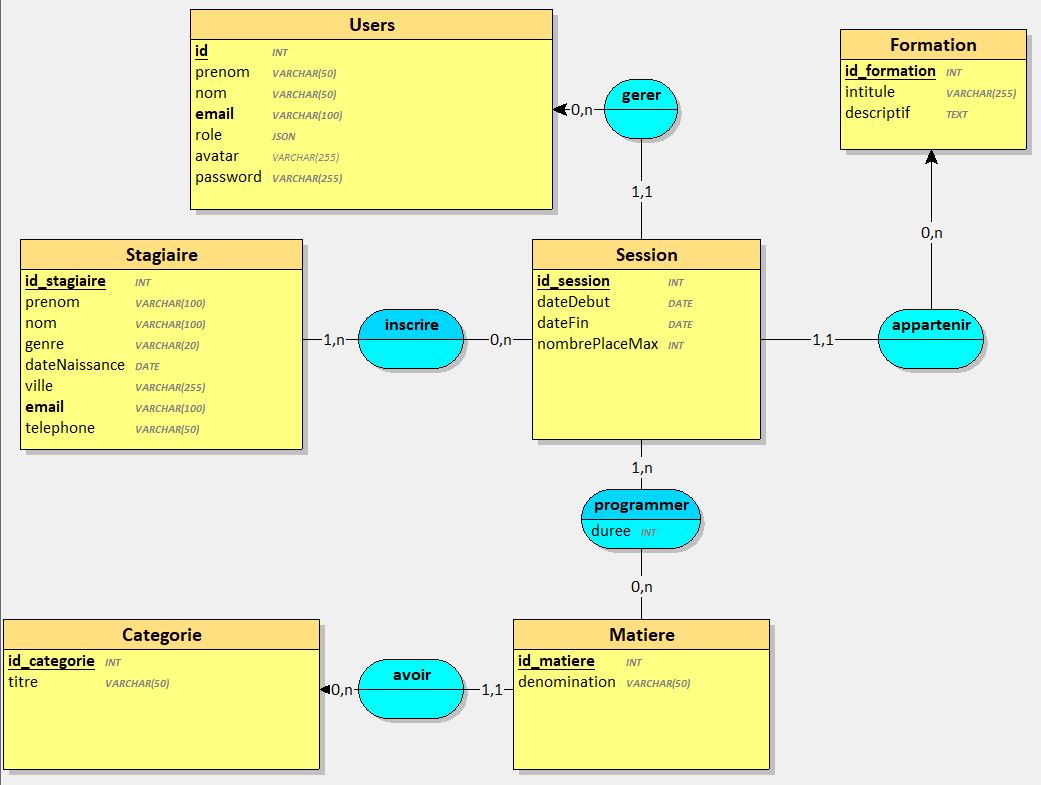 Users
id INT
prenom VARCHAR(50)
nom VARCHAR(50)
email VARCHAR(100)
role JSON
avatar VARCHAR(255)
password VARCHAR(255)
0,n
gerer
1,1
Formation
id_formation INT
intitule VARCHAR(255)
descriptif TEXT
0,n
Stagiaire
id_stagiaire INT
prenom VARCHAR(100)
nom VARCHAR(100)
genre VARCHAR(20)
dateNaissance DATE
ville VARCHAR(255)
email VARCHAR(100)
telephone VARCHAR(50)
1,n
inscrire
0,n
Session
id_session INT
dateDebut DATE
dateFin DATE
nombrePlaceMax INT
1,1
appartenir
1,n
programmer
duree INT
0,n
Categorie
id_categorie INT
titre VARCHAR(50)
0,n
avoir
1,1
Matiere
id_matiere INT
denomination VARCHAR(50)